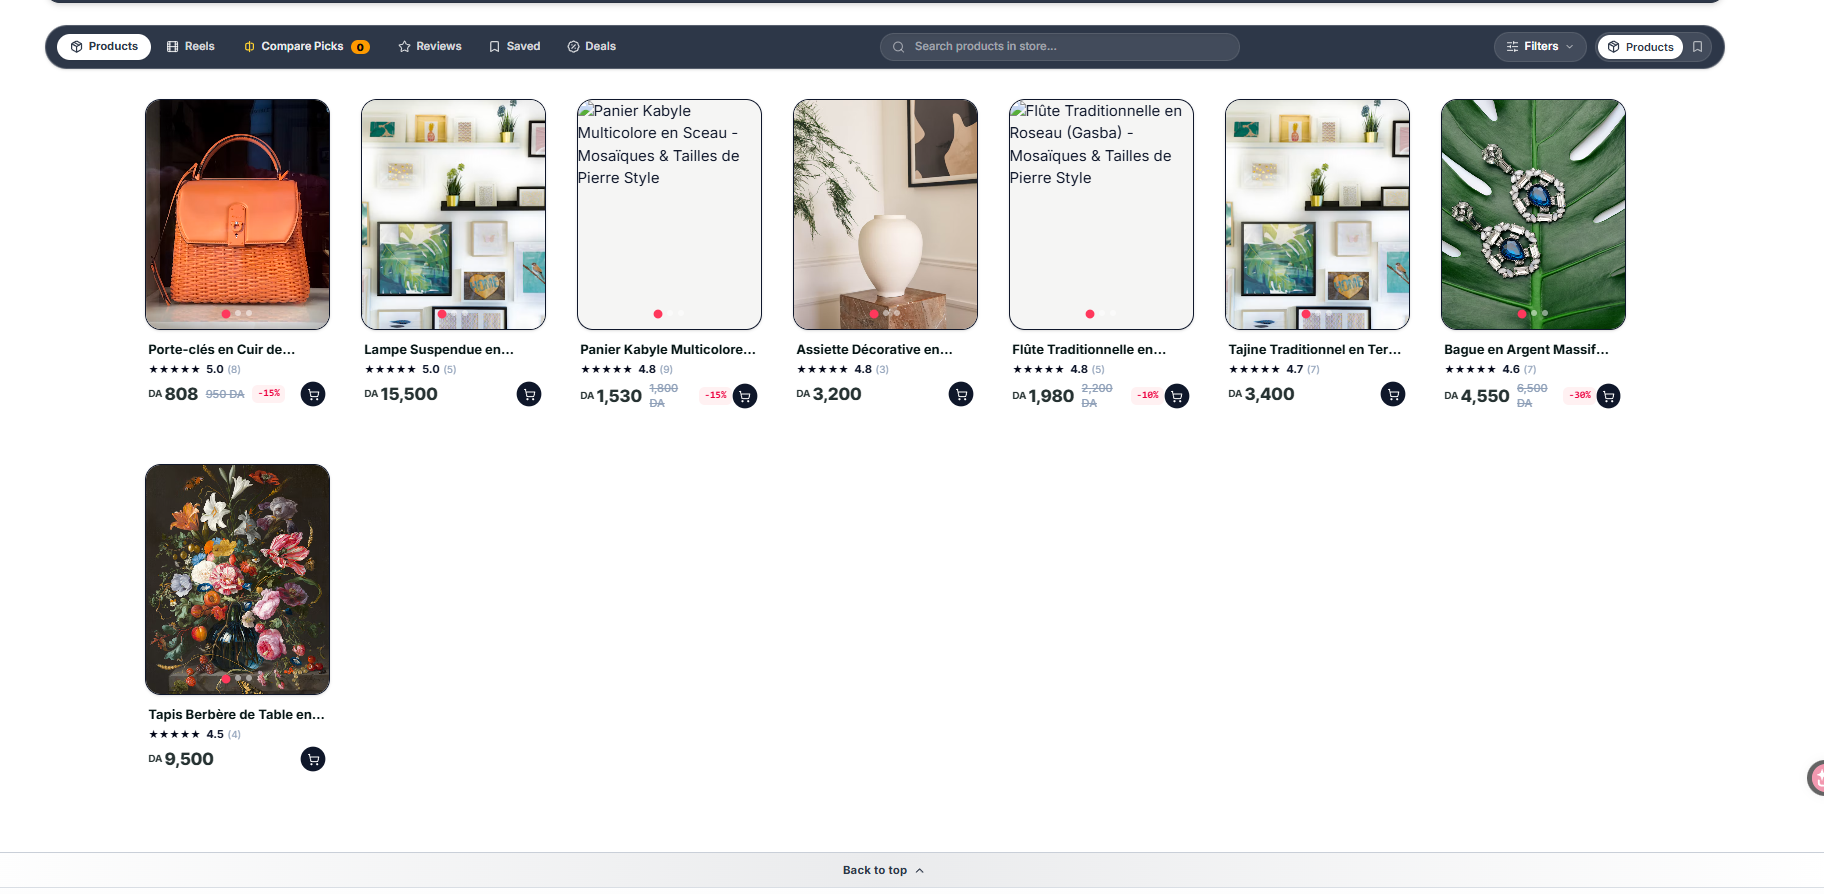 Products
Reels
Compare Picks 0
Reviews
Saved
Deals
Search products in store...
Filters
Products
Panier Kabyle
Multicolore en Sceau -
Mosaïques & Tailles de
Pierre Style
Flûte Traditionnelle en
Roseau (Gasba) -
Mosaïques & Tailles de
Pierre Style
Porte-clés en Cuir de...
★★★★★ 5.0 (8)
DA 808 950 DA -15%
Lampe Suspendue en...
★★★★★ 5.0 (5)
DA 15,500
Panier Kabyle Multicolore...
★★★★★ 4.8 (9)
DA 1,530 1,800 DA -15%
Assiette Décorative en...
★★★★★ 4.8 (3)
DA 3,200
Flûte Traditionnelle en...
★★★★★ 4.8 (5)
DA 1,980 2,200 DA -10%
Tajine Traditionnel en Ter...
★★★★★ 4.7 (7)
DA 3,400
Bague en Argent Massif...
★★★★★ 4.6 (7)
DA 4,550 6,500 DA -30%
Tapis Berbère de Table en...
★★★★★ 4.5 (4)
DA 9,500
Back to top